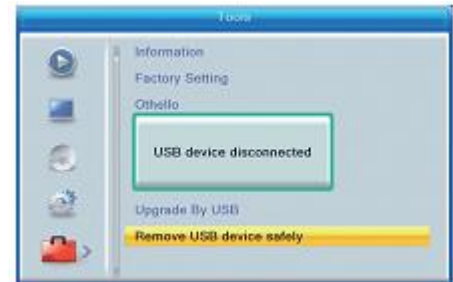 Tools
Information
Factory Setting
Othello
USB device disconnected
Upgrade By USB
Remove USB device safely